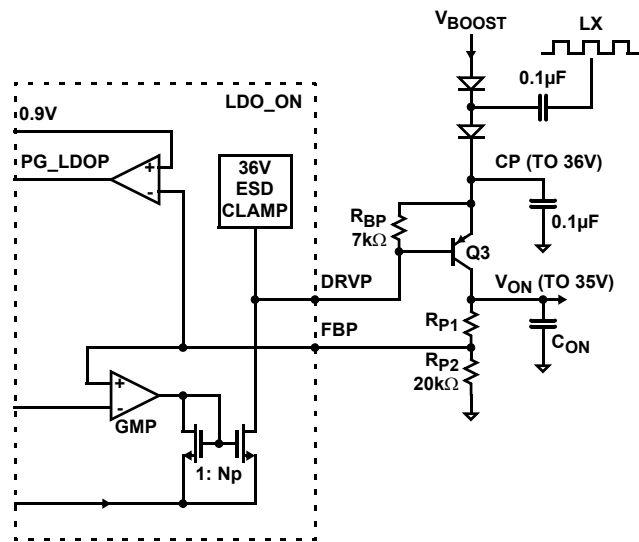 V_BOOST
LX
0.1µF
LDO_ON
0.9V
PG_LDOP
+
-
36V
ESD
CLAMP
CP (TO 36V)
R_BP
7kΩ
0.1µF
Q3
DRVP
V_ON (TO 35V)
FBP
R_P1
C_ON
R_P2
20kΩ
+
-
GMP
1: Np